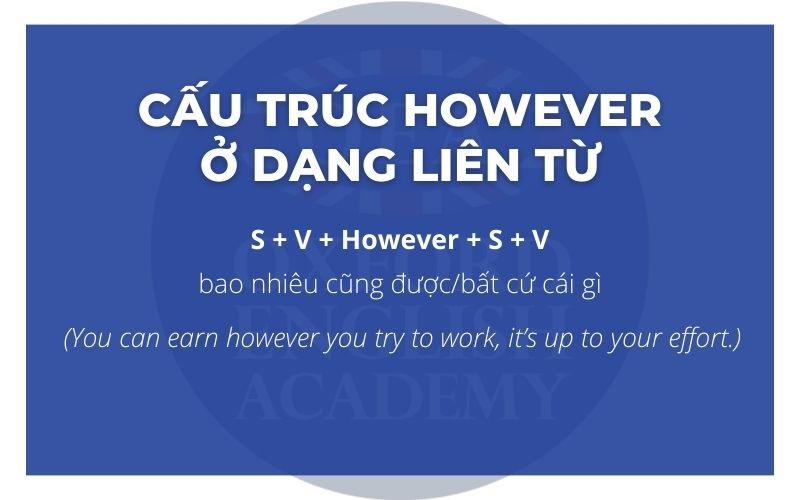 CẤU TRÚC HOWEVER
Ở DẠNG LIÊN TỪ
S + V + However + S + V
bao nhiêu cũng được/bất cứ cái gì
(You can earn however you try to work, it’s up to your effort.)
OEA
OXFORD
ENGLISH
ACADEMY